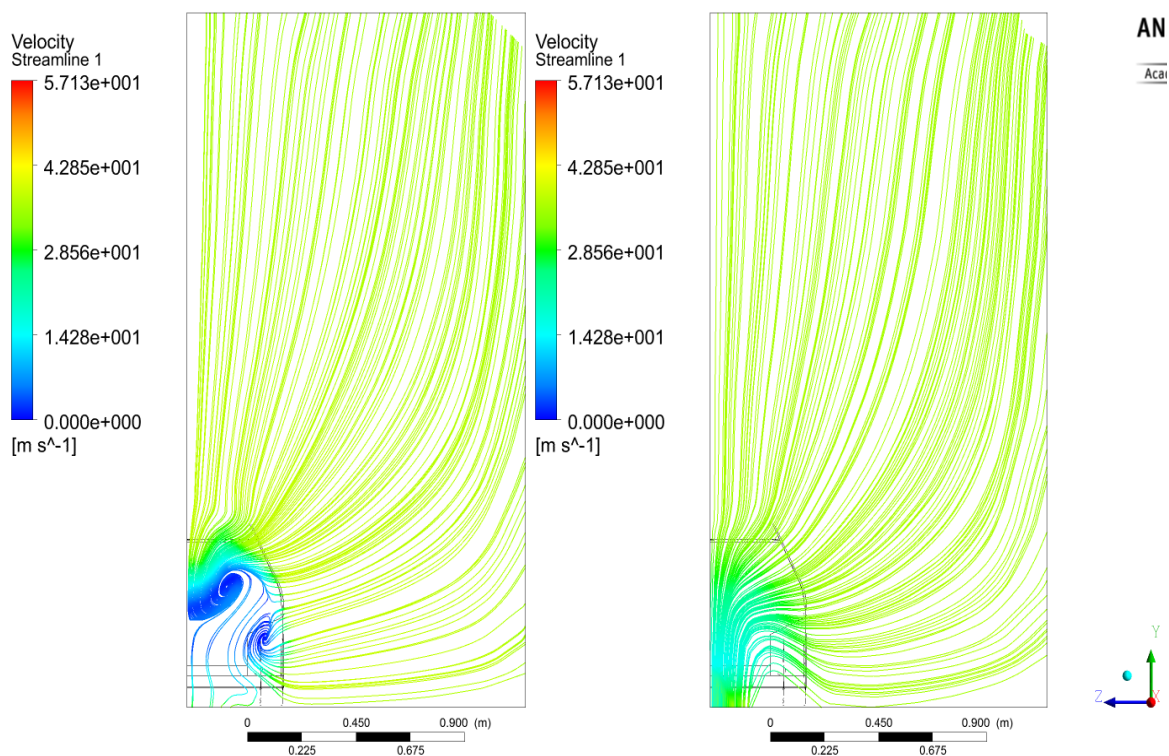 Velocity
Streamline 1
5.713e+001
4.285e+001
2.856e+001
1.428e+001
0.000e+000
[m s^-1]
0 0.450 0.900 (m)
0.225 0.675
Velocity
Streamline 1
5.713e+001
4.285e+001
2.856e+001
1.428e+001
0.000e+000
[m s^-1]
0 0.450 0.900 (m)
0.225 0.675
AN
Acad
Y
Z X